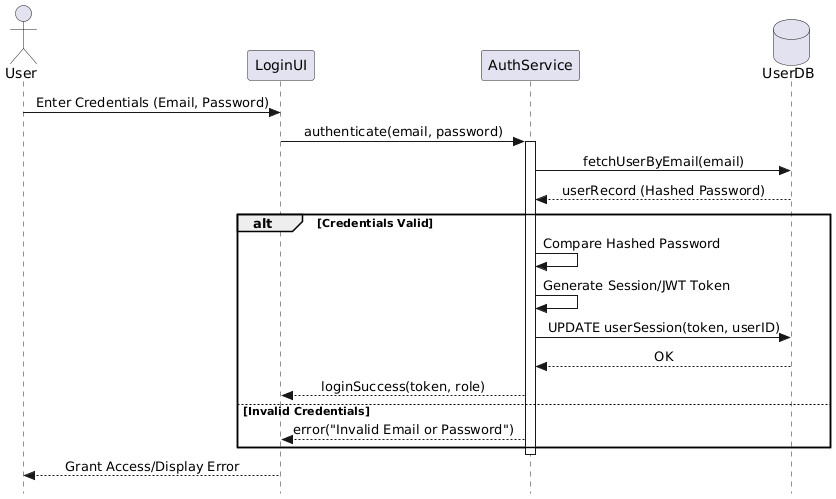 User
LoginUI
AuthService
UserDB
Enter Credentials (Email, Password)
authenticate(email, password)
fetchUserByEmail(email)
userRecord (Hashed Password)
alt [Credentials Valid]
Compare Hashed Password
Generate Session/JWT Token
UPDATE userSession(token, userID)
OK
loginSuccess(token, role)
[Invalid Credentials]
error("Invalid Email or Password")
Grant Access/Display Error